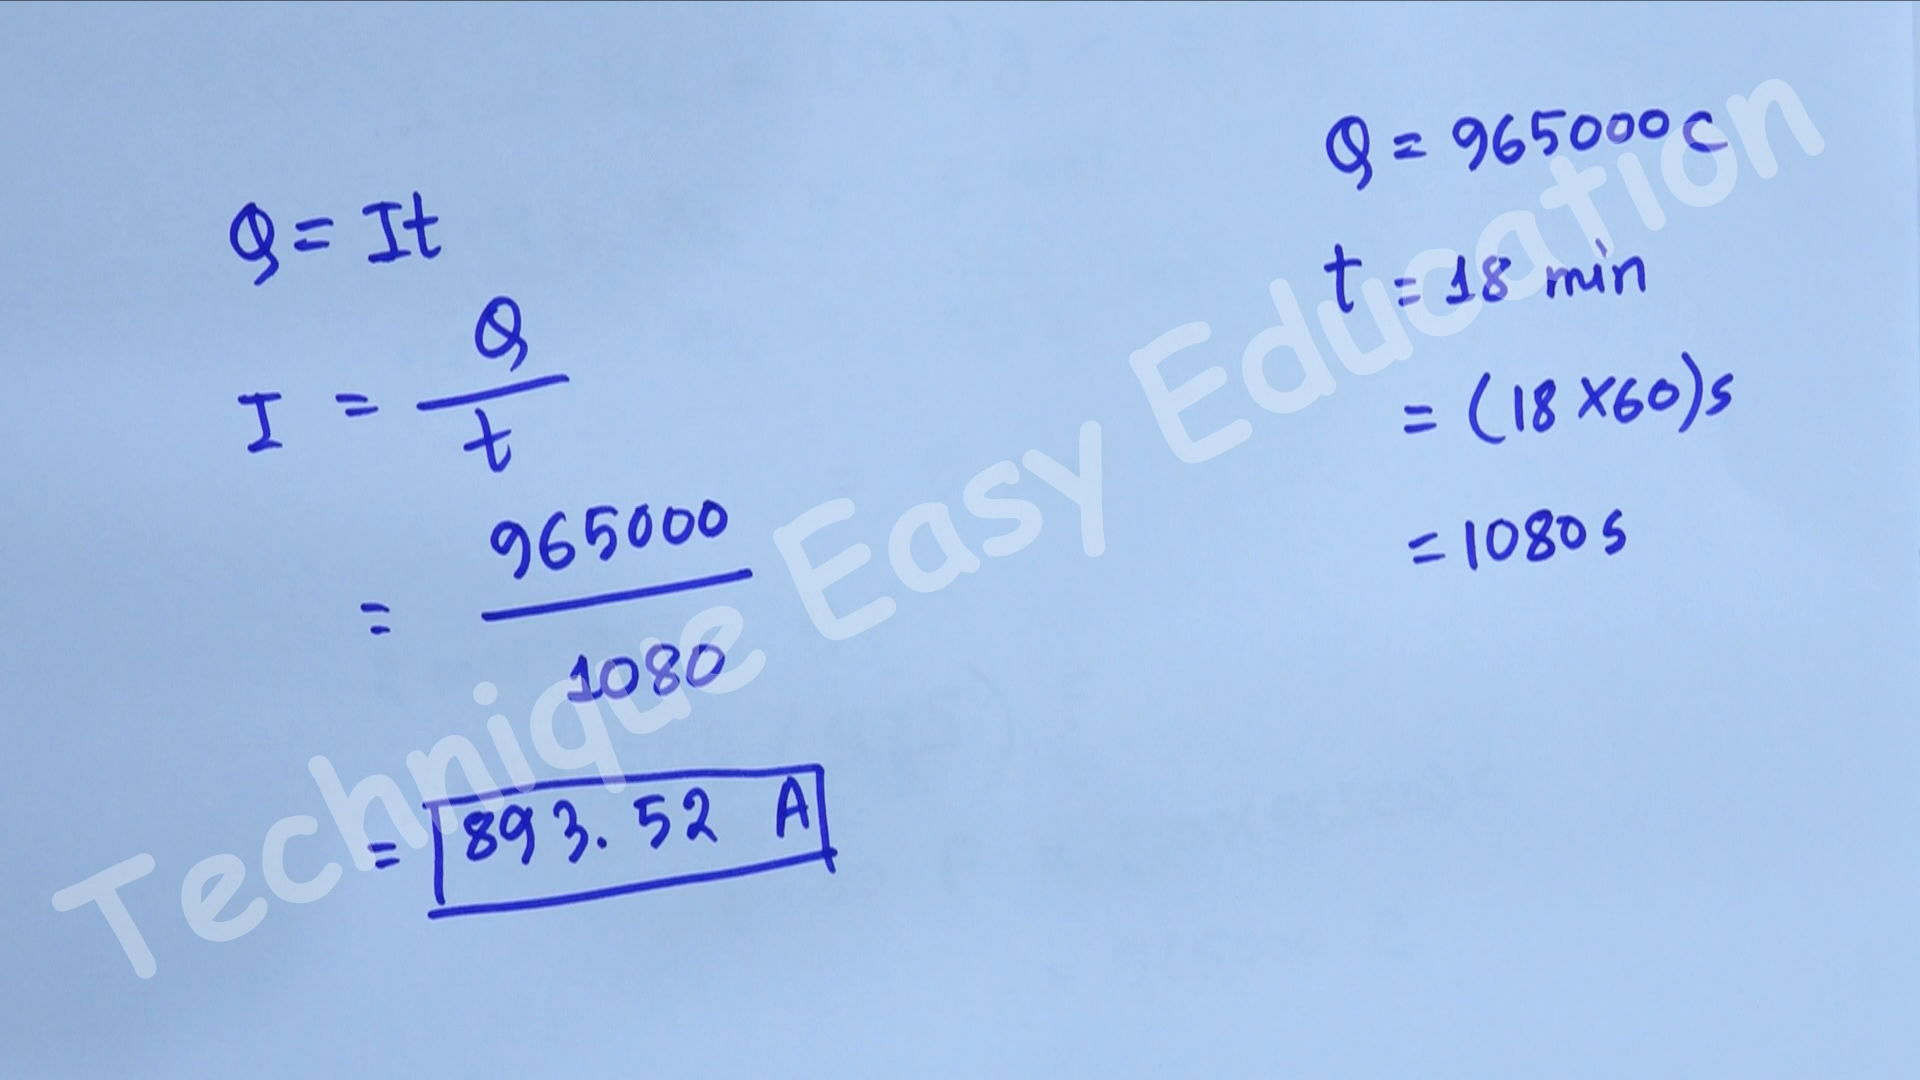 Q = It
I = Q / t
= 965000 / 1080
= 893.52 A
Q = 965000 C
t = 18 min
= (18 × 60) s
= 1080 s
Technique Easy Education